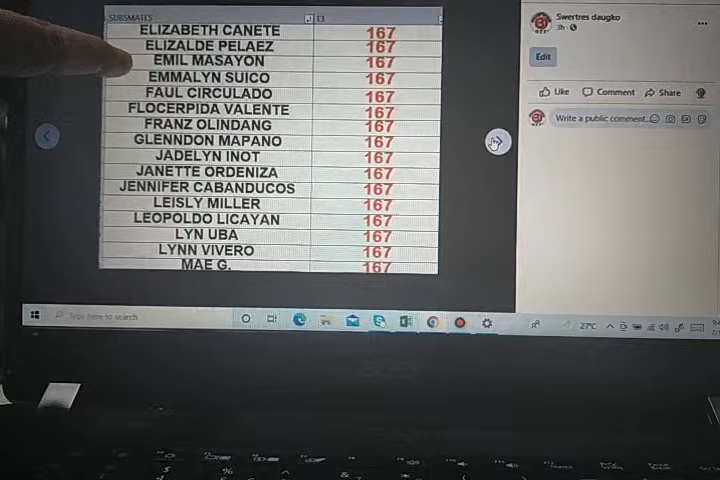 SUBSMATES 13
ELIZABETH CANETE 167
ELIZALDE PELAEZ 167
EMIL MASAYON 167
EMMALYN SUICO 167
FAUL CIRCULADO 167
FLOCERPIDA VALENTE 167
FRANZ OLINDANG 167
GLENNDON MAPANO 167
JADELYN INOT 167
JANETTE ORDENIZA 167
JENNIFER CABANDUCOS 167
LEISLY MILLER 167
LEOPOLDO LICAYAN 167
LYN UBA 167
LYNN VIVERO 167
MAE G. 167
Swertres daugko
3h
Edit
Like Comment Share
Write a public comment...
Type here to search
27°C